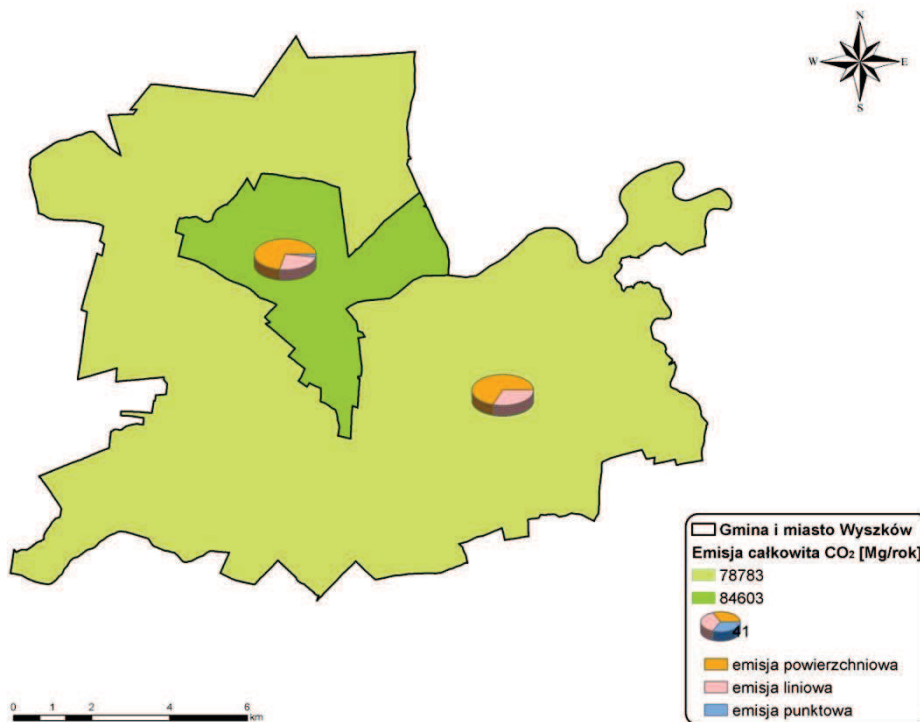 N
W E
S
Gmina i miasto Wyszków
Emisja całkowita CO₂ [Mg/rok]
78783
84603
41
emisja powierzchniowa
emisja liniowa
emisja punktowa
0 1 2 4 6
km